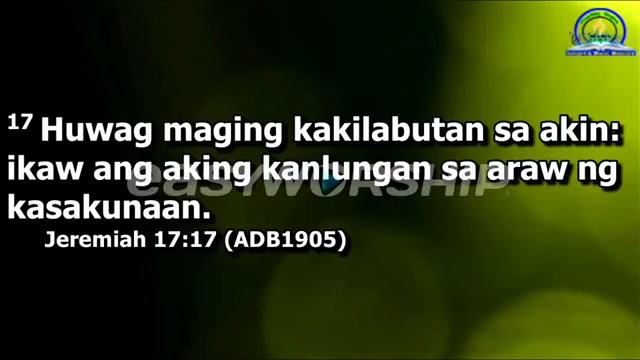 17 Huwag maging kakilabutan sa akin:
ikaw ang aking kanlungan sa araw ng
kasakunaan.
EASYWORSHIP
Jeremiah 17:17 (ADB1905)